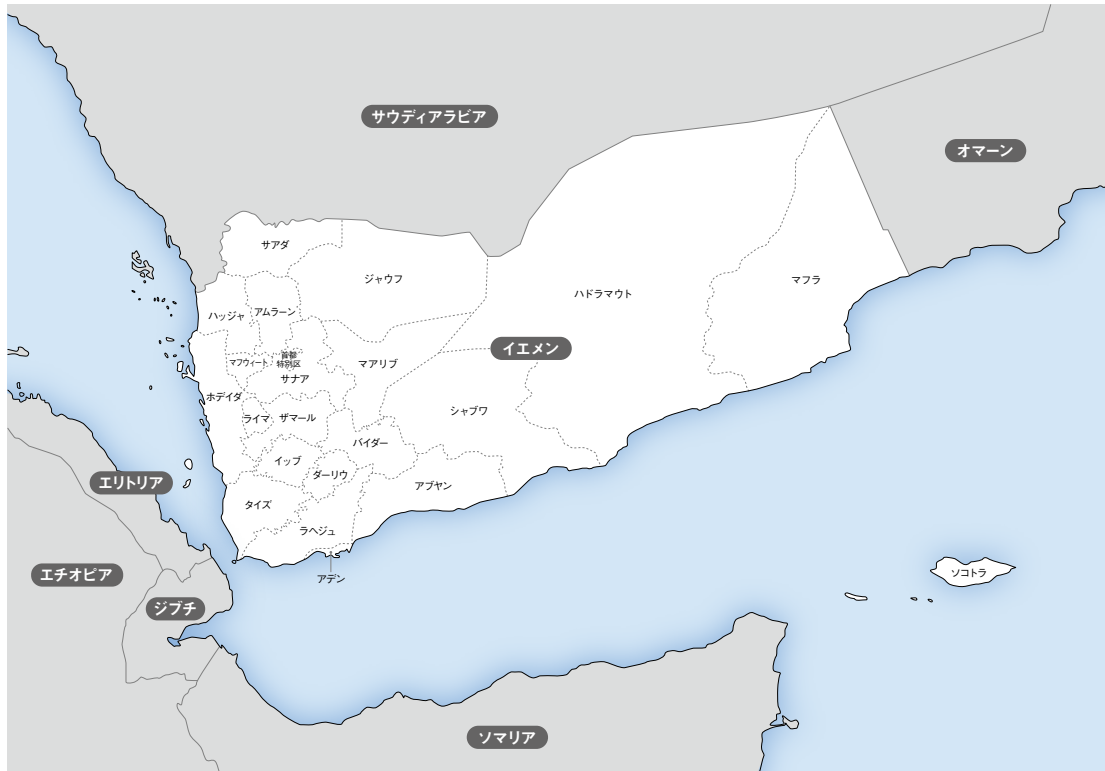 サウディアラビア
オマーン
サアダ
ジャウフ
ハドラマウト
マフラ
ハッジャ
アムラーン
イエメン
マフウィート
首都
特別区
マアリブ
サナア
ホデイダ
シャブワ
ライマ
ザマール
バイダー
イッブ
ダーリウ
エリトリア
アブヤン
タイズ
ラヘジュ
エチオピア
アデン
ソコトラ
ジブチ
ソマリア